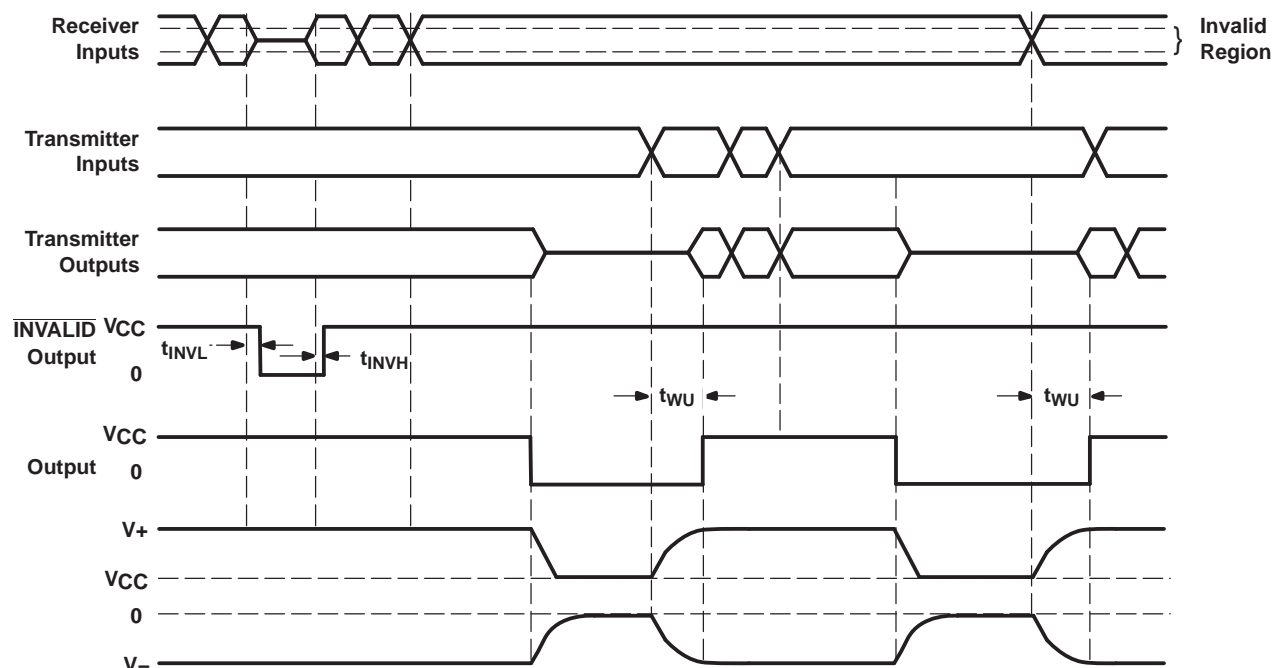 Receiver
Inputs
} Invalid
Region
Transmitter
Inputs
Transmitter
Outputs
INVALID VCC
Output
0
tINVL
tINVH
tWU
tWU
VCC
Output 0
V+
VCC
0
V−